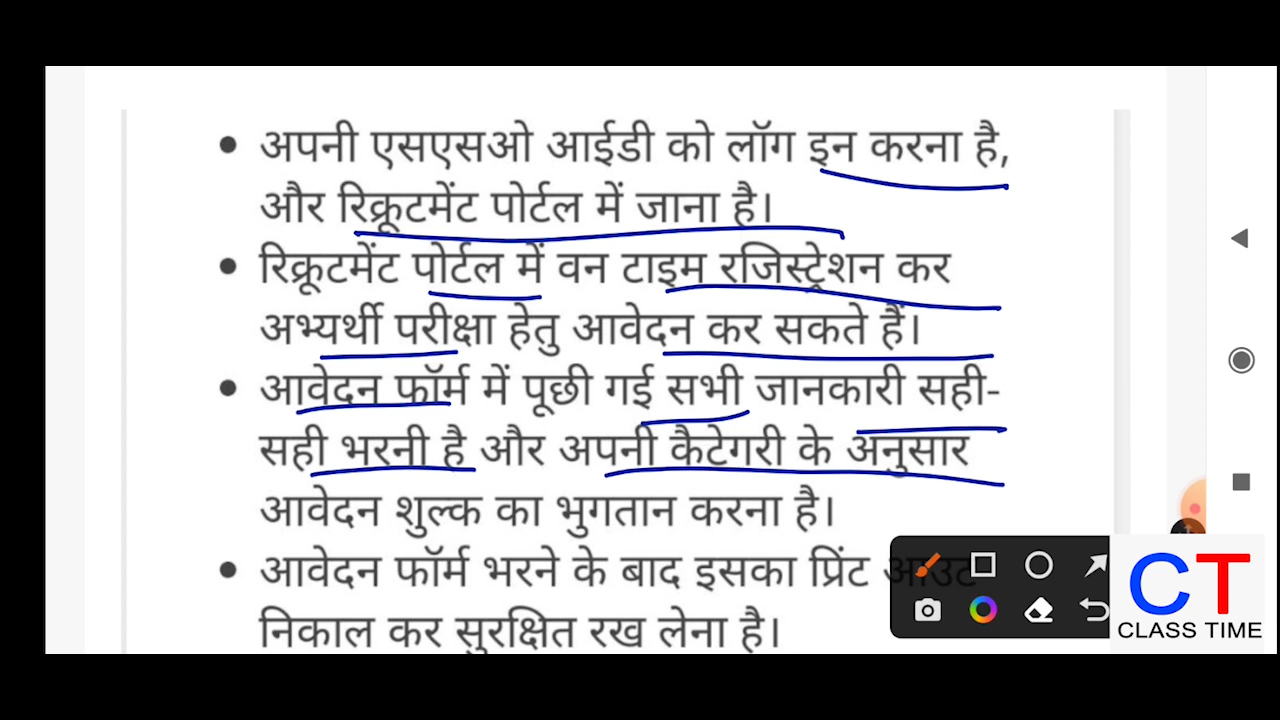 अपनी एसएसओ आईडी को लॉग इन करना है,
और रिक्रूटमेंट पोर्टल में जाना है।
रिक्रूटमेंट पोर्टल में वन टाइम रजिस्ट्रेशन कर
अभ्यर्थी परीक्षा हेतु आवेदन कर सकते हैं।
आवेदन फॉर्म में पूछी गई सभी जानकारी सही-
सही भरनी है और अपनी कैटेगरी के अनुसार
आवेदन शुल्क का भुगतान करना है।
आवेदन फॉर्म भरने के बाद इसका प्रिंट आउट
निकाल कर सुरक्षित रख लेना है।
CT
CLASS TIME